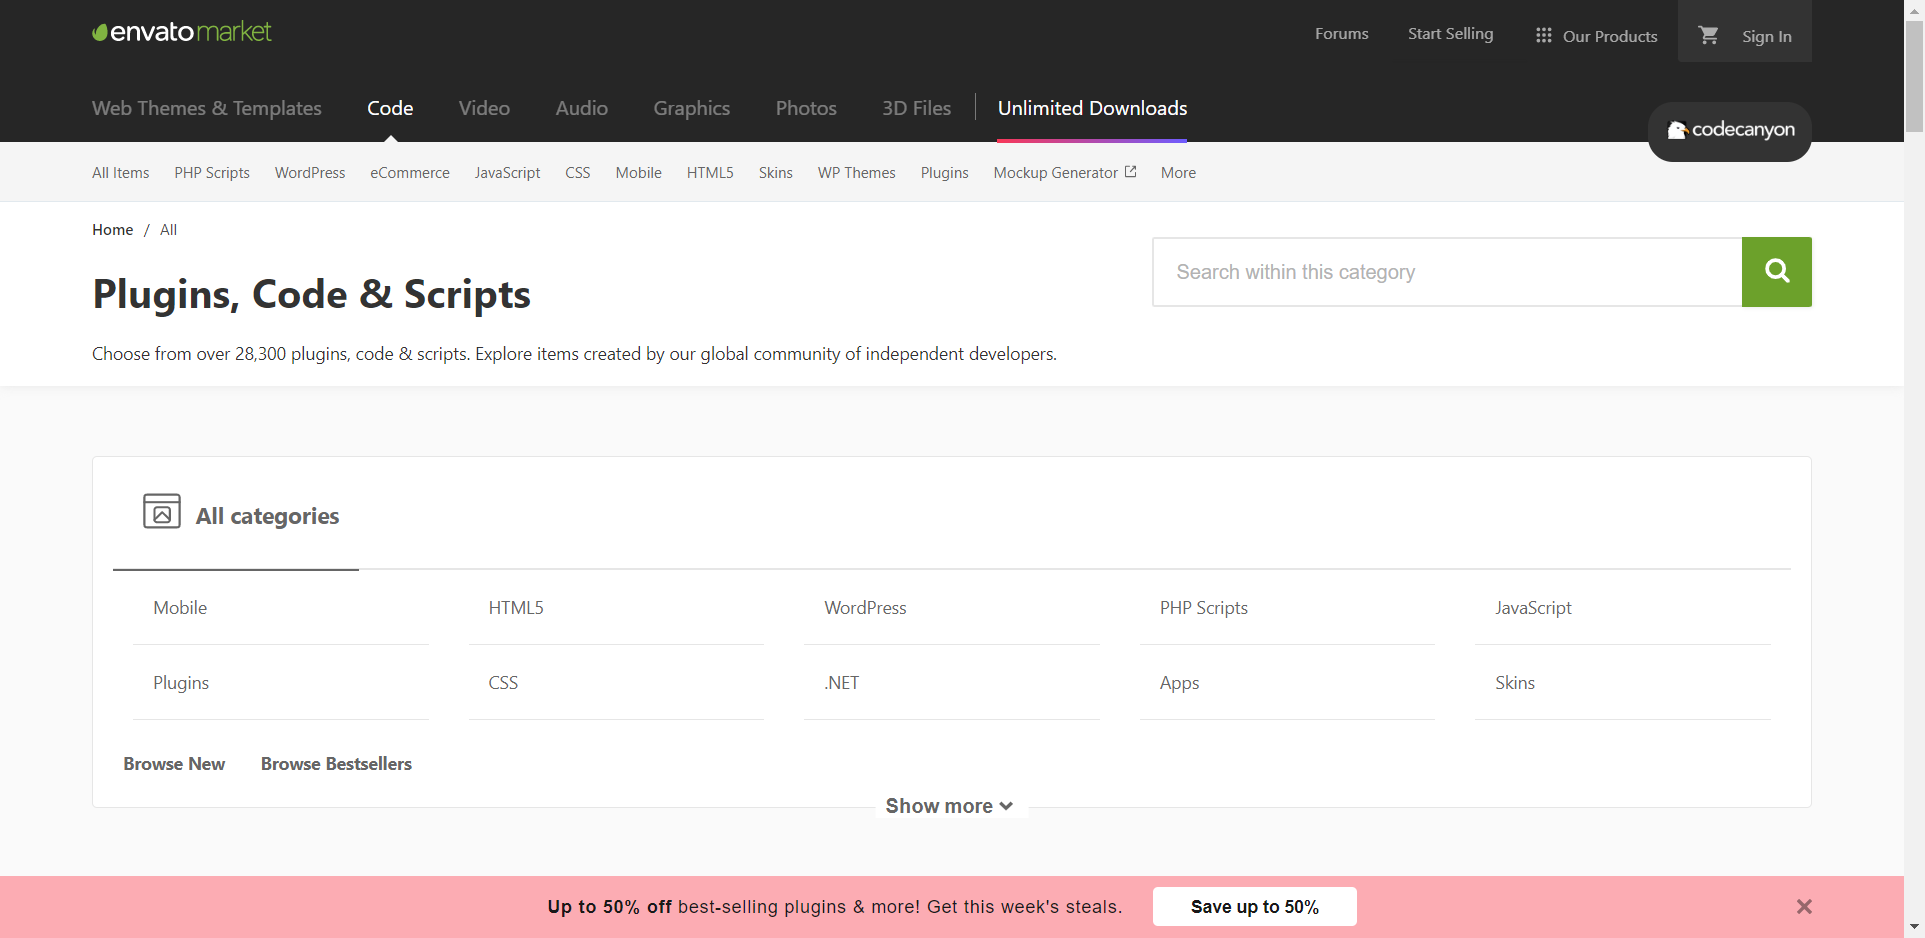 envato market
Forums Start Selling Our Products Sign In
Web Themes & Templates Code Video Audio Graphics Photos 3D Files Unlimited Downloads
codecanyon
All Items PHP Scripts WordPress eCommerce JavaScript CSS Mobile HTML5 Skins WP Themes Plugins Mockup Generator More
Home / All
Search within this category
Plugins, Code & Scripts
Choose from over 28,300 plugins, code & scripts. Explore items created by our global community of independent developers.
All categories
Mobile HTML5 WordPress PHP Scripts JavaScript
Plugins CSS .NET Apps Skins
Browse New Browse Bestsellers
Show more
Up to 50% off best-selling plugins & more! Get this week's steals. Save up to 50%